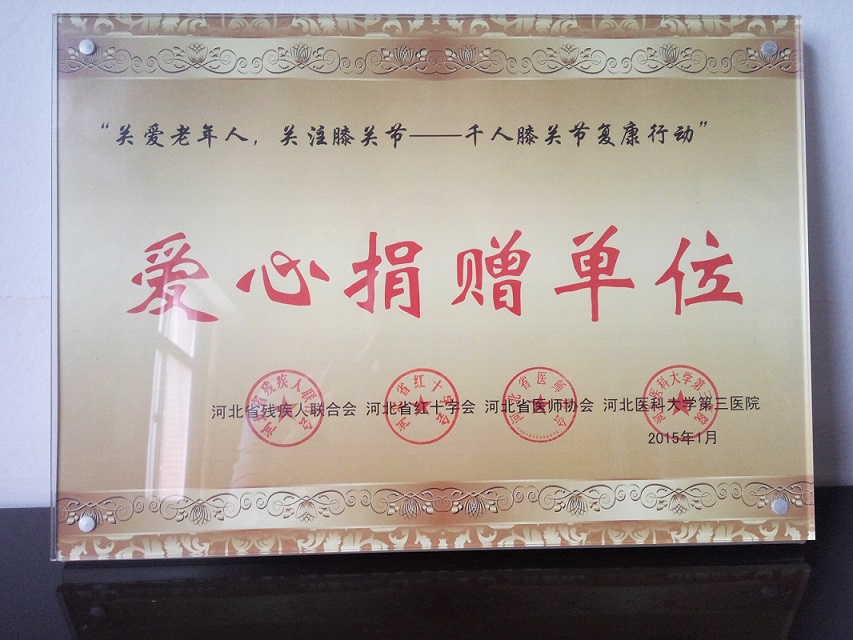 “关爱老年人，关注膝关节——千人膝关节复康行动”
爱心捐赠单位
河北省残疾人联合会 河北省红十字会 河北省医师协会 河北医科大学第三医院
2015年1月